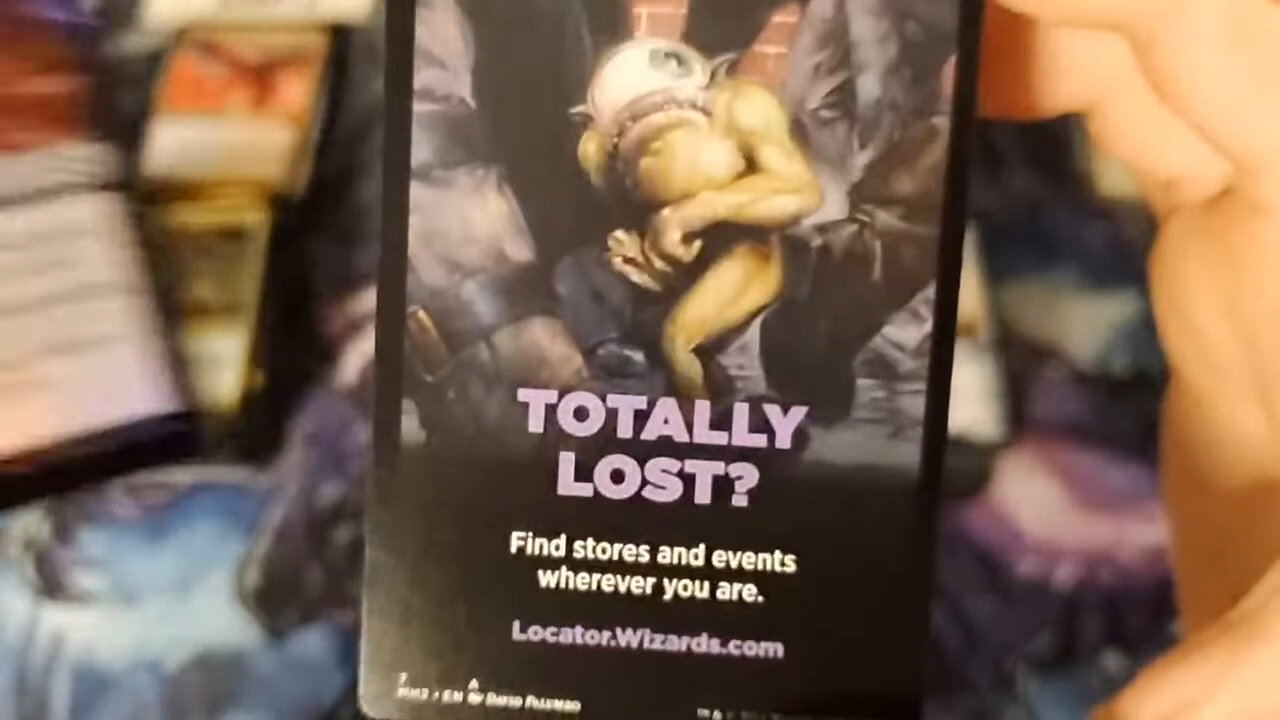 TOTALLY
LOST?
Find stores and events
wherever you are.
Locator.Wizards.com